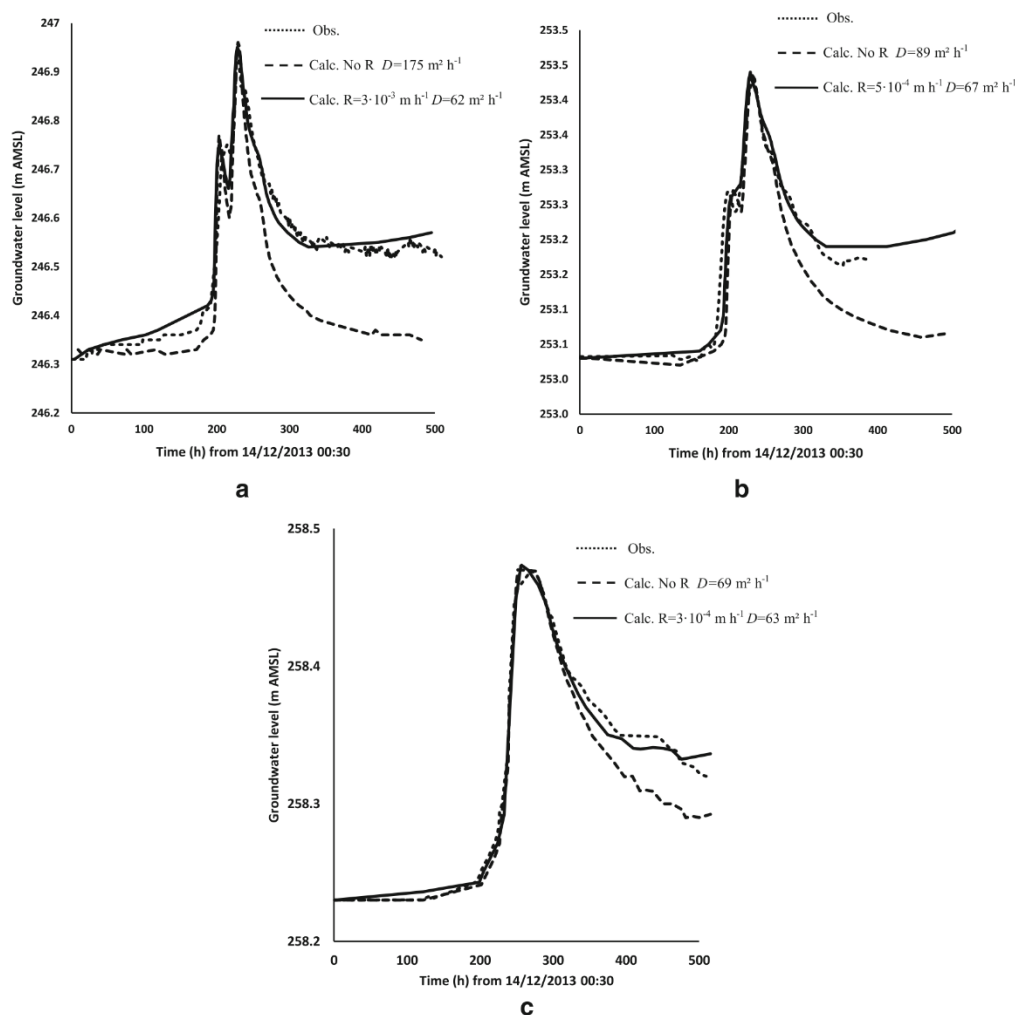 247
246.9
246.8
246.7
246.6
246.5
246.4
246.3
246.2
Groundwater level (m AMSL)
0 100 200 300 400 500
Time (h) from 14/12/2013 00:30
Obs.
Calc. No R D=175 m² h⁻¹
Calc. R=3·10⁻³ m h⁻¹ D=62 m² h⁻¹
a
253.5
253.5
253.4
253.4
253.3
253.3
253.2
253.2
253.1
253.1
253.0
253.0
Grundwater level (m AMSL)
0 100 200 300 400 500
Time (h) from 14/12/2013 00:30
Obs.
Calc. No R D=89 m² h⁻¹
Calc. R=5·10⁻⁴ m h⁻¹ D=67 m² h⁻¹
b
258.5
258.4
258.3
258.2
Groundwater level (m AMSL)
0 100 200 300 400 500
Time (h) from 14/12/2013 00:30
Obs.
Calc. No R D=69 m² h⁻¹
Calc. R=3·10⁻⁴ m h⁻¹ D=63 m² h⁻¹
c